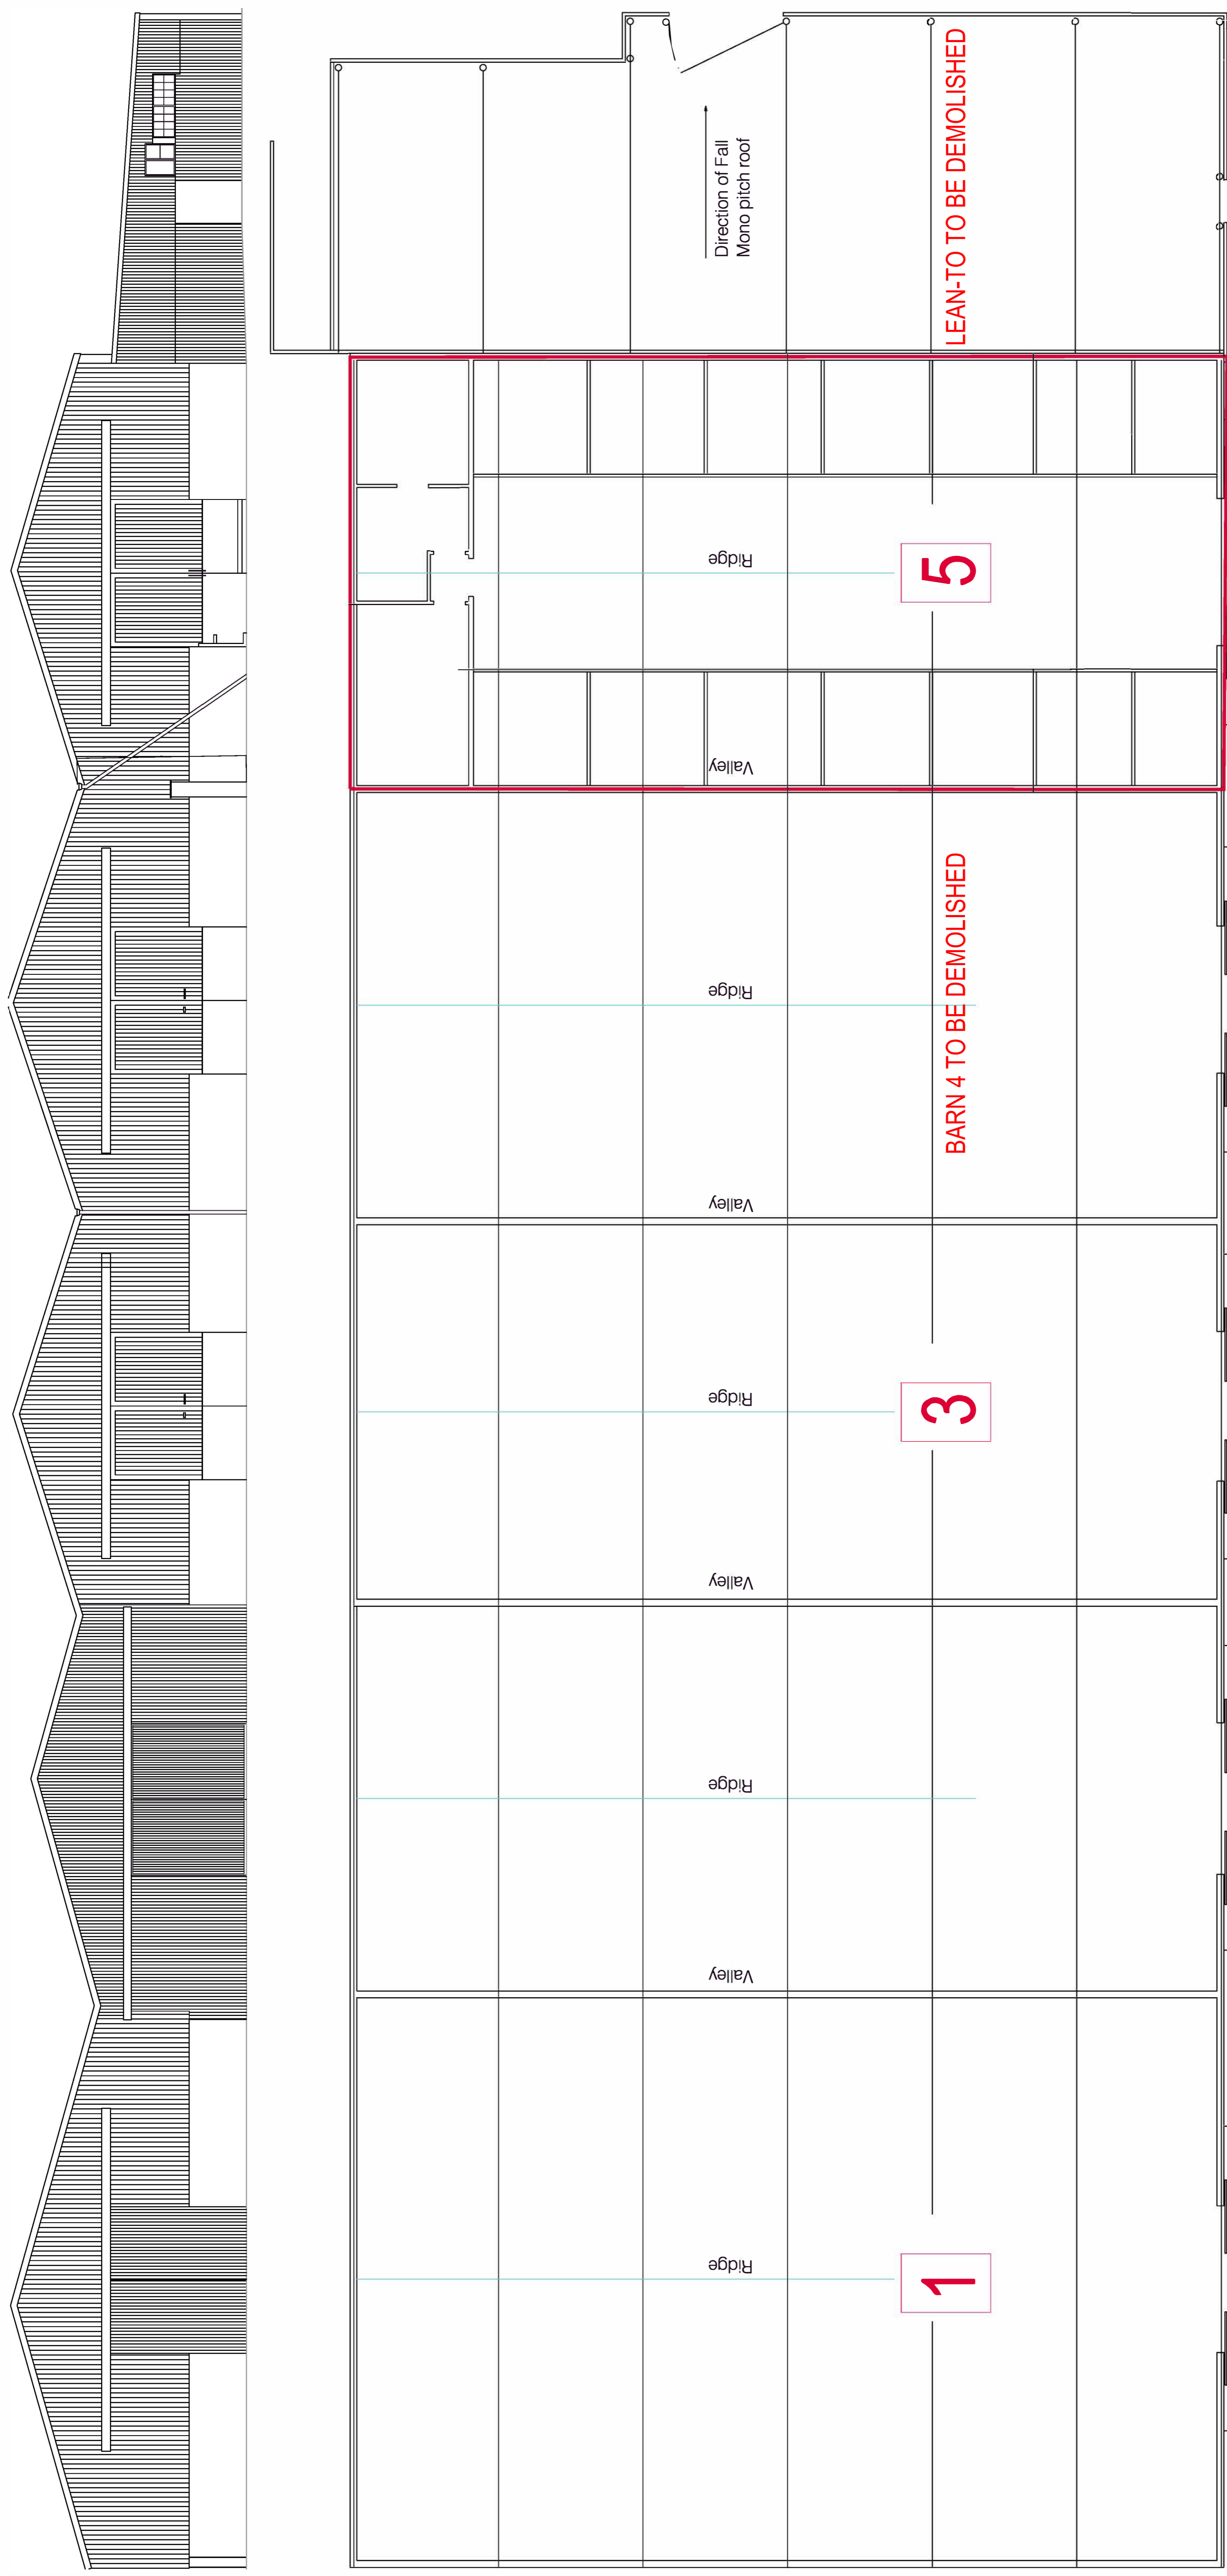 Direction of Fall
Mono pitch roof
LEAN-TO TO BE DEMOLISHED
Ridge
5
Valley
Ridge
BARN 4 TO BE DEMOLISHED
Valley
Ridge
3
Valley
Ridge
Valley
Ridge
1